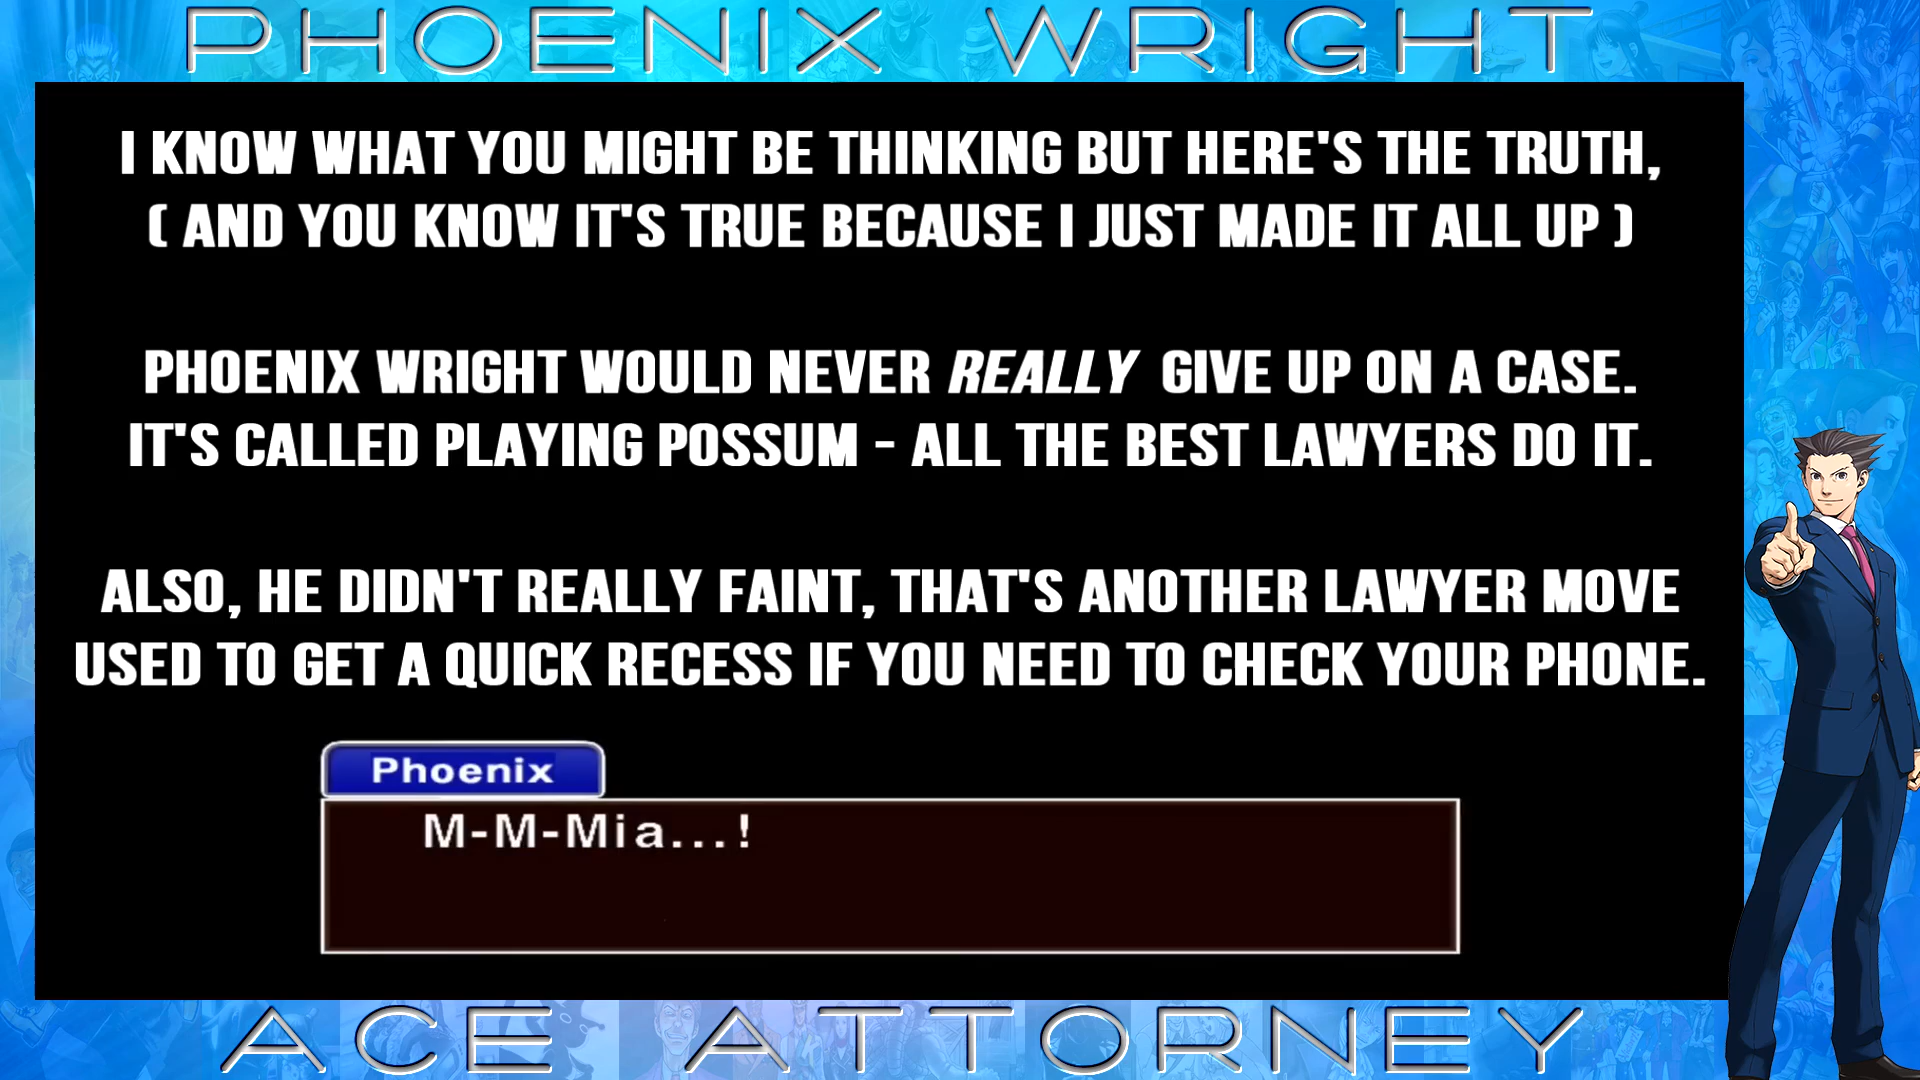 PHOENIX WRIGHT
I KNOW WHAT YOU MIGHT BE THINKING BUT HERE'S THE TRUTH,
( AND YOU KNOW IT'S TRUE BECAUSE I JUST MADE IT ALL UP )
PHOENIX WRIGHT WOULD NEVER REALLY GIVE UP ON A CASE.
IT'S CALLED PLAYING POSSUM - ALL THE BEST LAWYERS DO IT.
ALSO, HE DIDN'T REALLY FAINT, THAT'S ANOTHER LAWYER MOVE
USED TO GET A QUICK RECESS IF YOU NEED TO CHECK YOUR PHONE.
Phoenix
M-M-Mia...!
ACE ATTORNEY